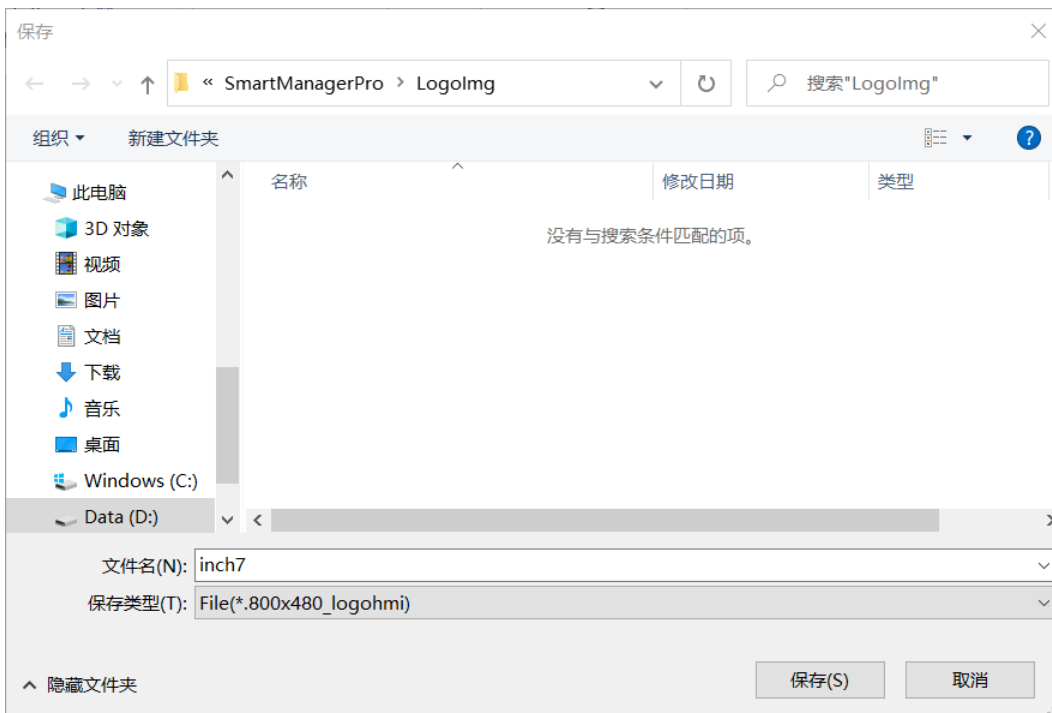 保存
« SmartManagerPro > LogoImg
搜索"LogoImg"
组织 新建文件夹
?
名称 修改日期 类型
没有与搜索条件匹配的项。
此电脑
3D 对象
视频
图片
文档
下载
音乐
桌面
Windows (C:)
Data (D:)
文件名(N): inch7
保存类型(T): File(*.800x480_logohmi)
隐藏文件夹
保存(S) 取消